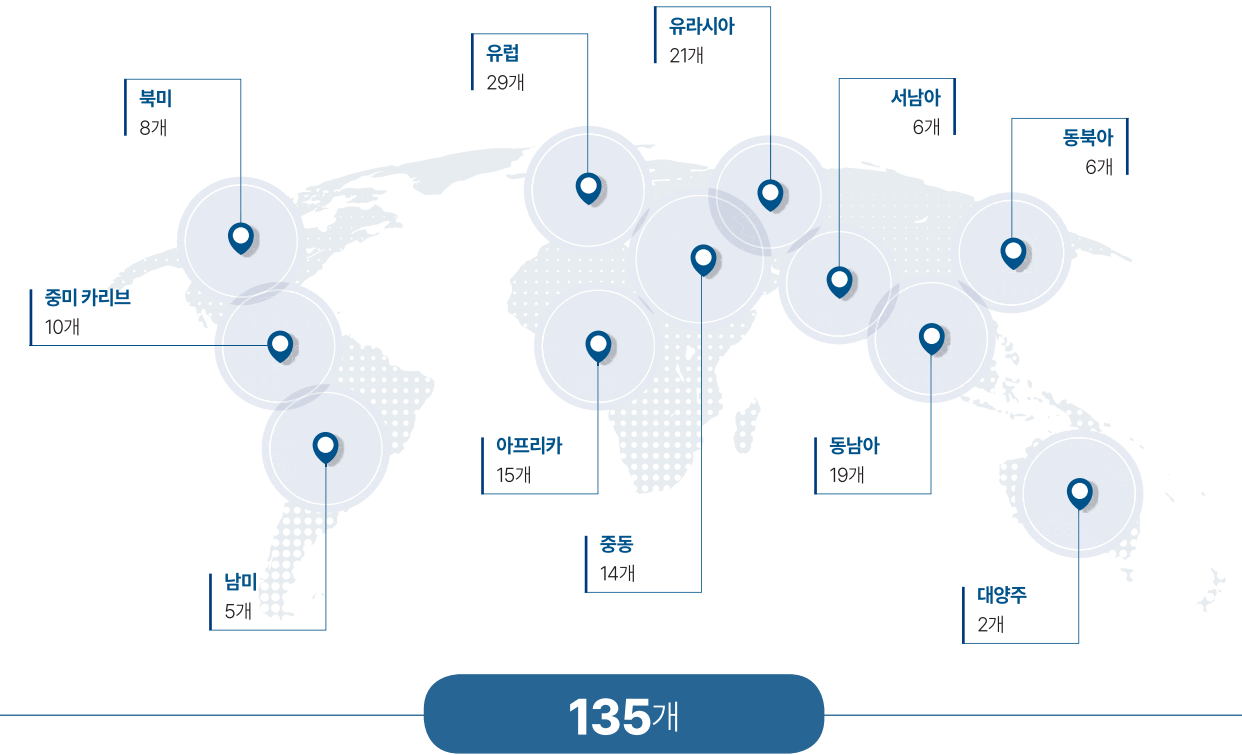 유라시아
21개
유럽
29개
북미
8개
서남아
6개
동북아
6개
중미 카리브
10개
아프리카
15개
동남아
19개
중동
14개
남미
5개
대양주
2개
135개